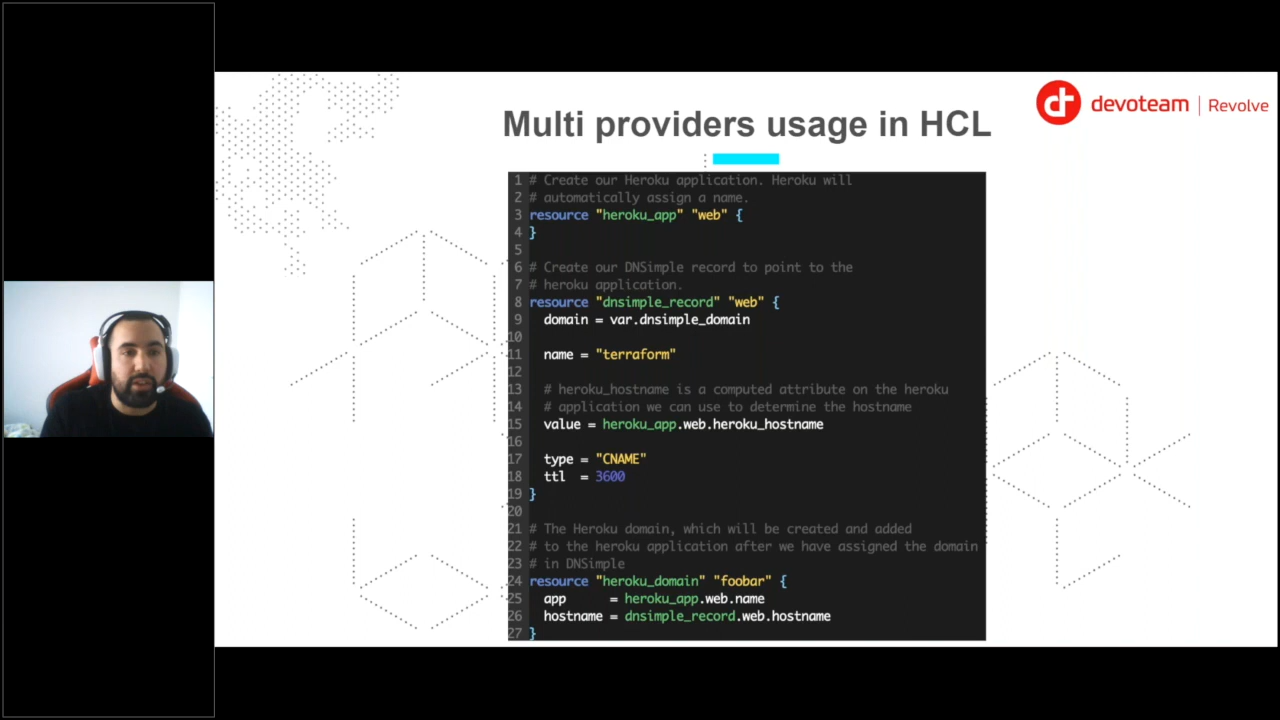 devoteam | Revolve
Multi providers usage in HCL
1 # Create our Heroku application. Heroku will
2 # automatically assign a name.
3 resource "heroku_app" "web" {
4 }
5
6 # Create our DNSimple record to point to the
7 # heroku application.
8 resource "dnsimple_record" "web" {
9 domain = var.dnsimple_domain
10
11 name = "terraform"
12
13 # heroku_hostname is a computed attribute on the heroku
14 # application we can use to determine the hostname
15 value = heroku_app.web.heroku_hostname
16
17 type = "CNAME"
18 ttl = 3600
19 }
20
21 # The Heroku domain, which will be created and added
22 # to the heroku application after we have assigned the domain
23 # in DNSimple
24 resource "heroku_domain" "foobar" {
25 app = heroku_app.web.name
26 hostname = dnsimple_record.web.hostname
27 }